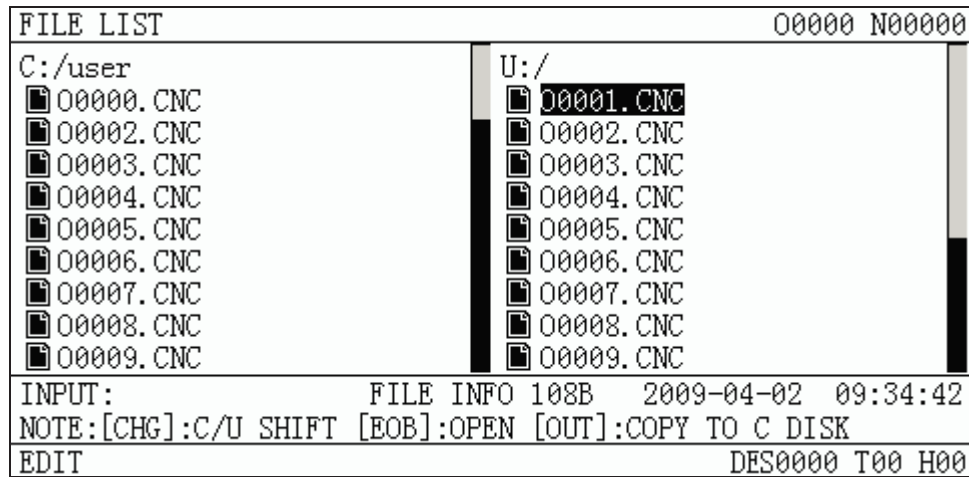 FILE LIST O0000 N00000
C:/user
O0000.CNC
O0002.CNC
O0003.CNC
O0004.CNC
O0005.CNC
O0006.CNC
O0007.CNC
O0008.CNC
O0009.CNC
U:/
O0001.CNC
O0002.CNC
O0003.CNC
O0004.CNC
O0005.CNC
O0006.CNC
O0007.CNC
O0008.CNC
O0009.CNC
INPUT: FILE INFO 108B 2009-04-02 09:34:42
NOTE:[CHG]:C/U SHIFT [EOB]:OPEN [OUT]:COPY TO C DISK
EDIT DES0000 T00 H00